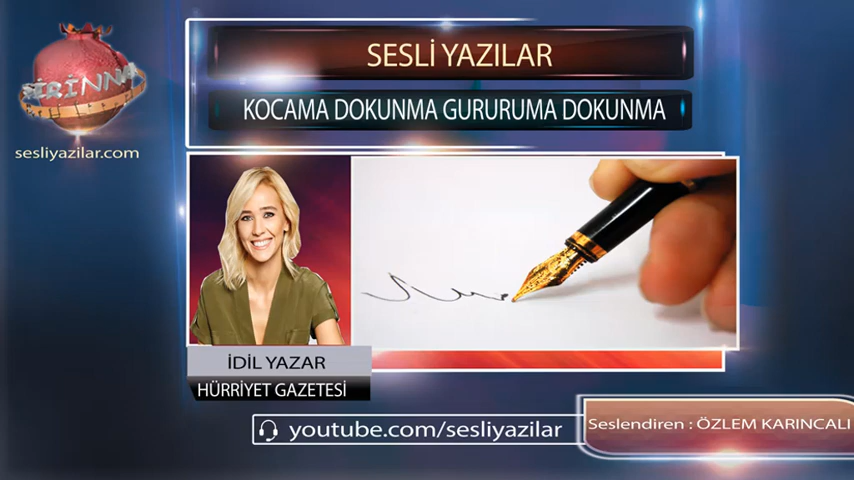 SESLİ YAZILAR
KOCAMA DOKUNMA GURURUMA DOKUNMA
sesliyazilar.com
İDİL YAZAR
HÜRRİYET GAZETESİ
youtube.com/sesliyazilar
Seslendiren : ÖZLEM KARINCALI